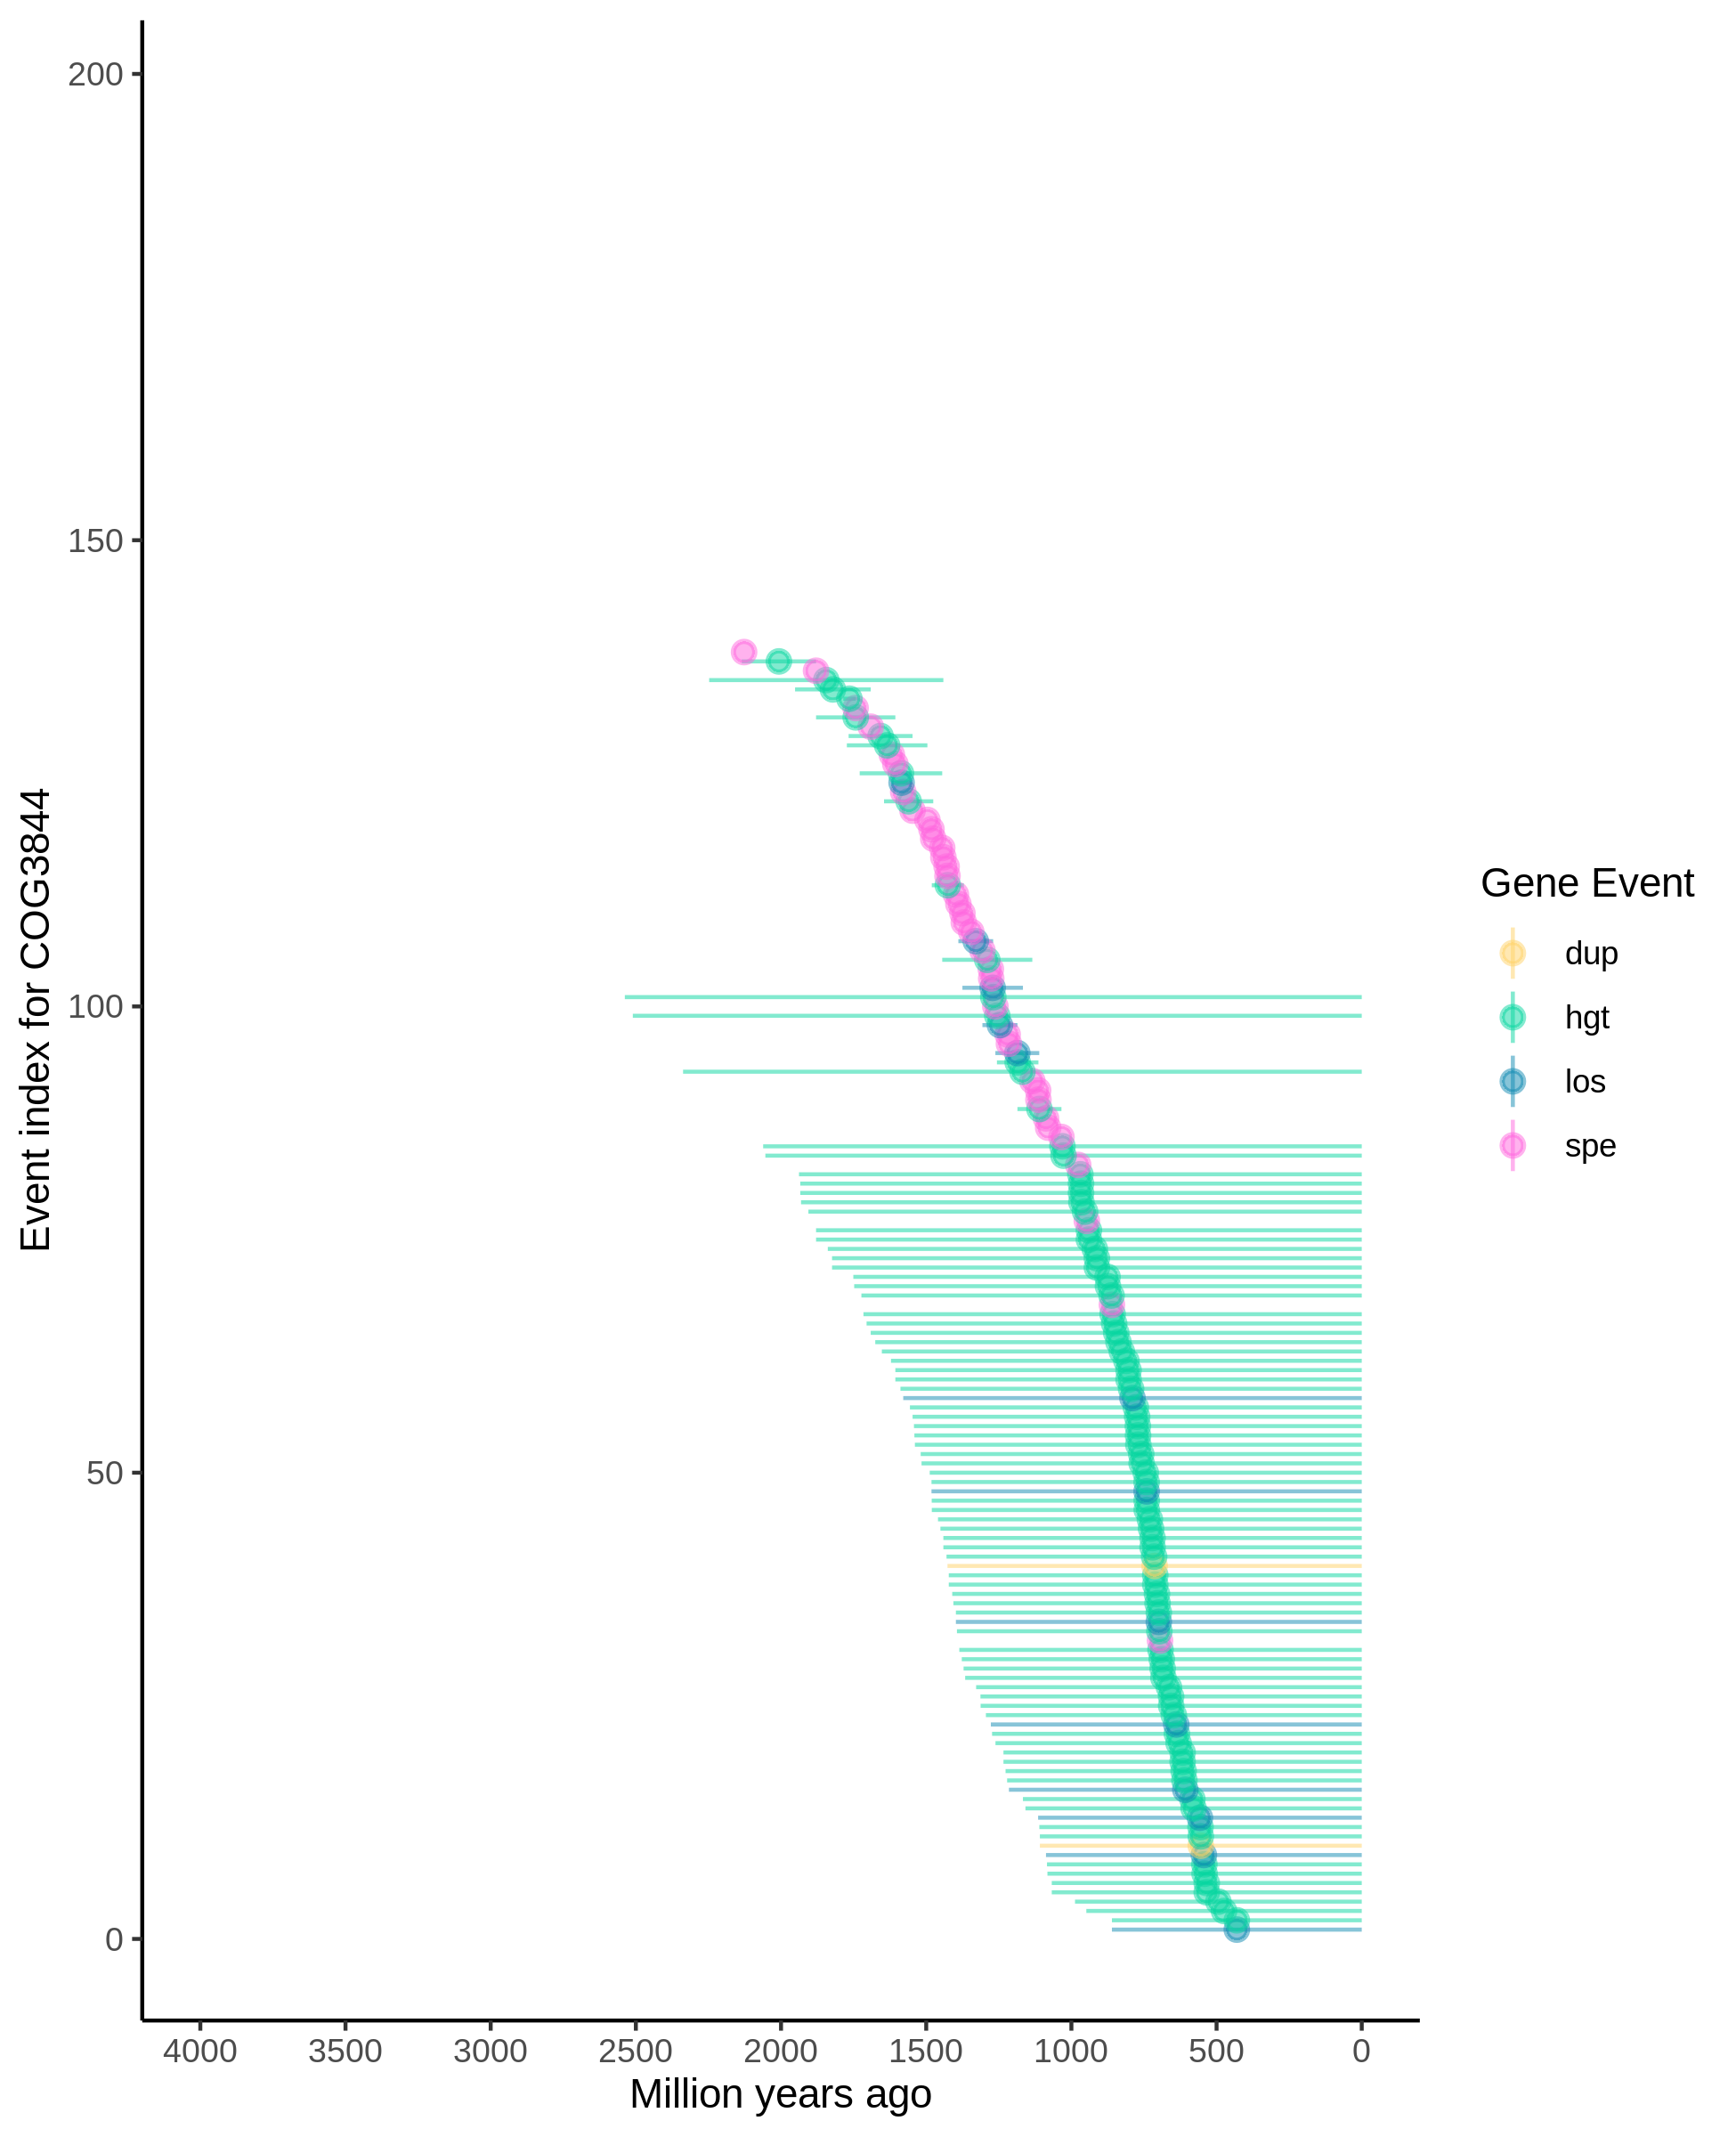 200
150
100
50
0
Event index for COG3844
4000 3500 3000 2500 2000 1500 1000 500 0
Million years ago
Gene Event
dup
hgt
los
spe